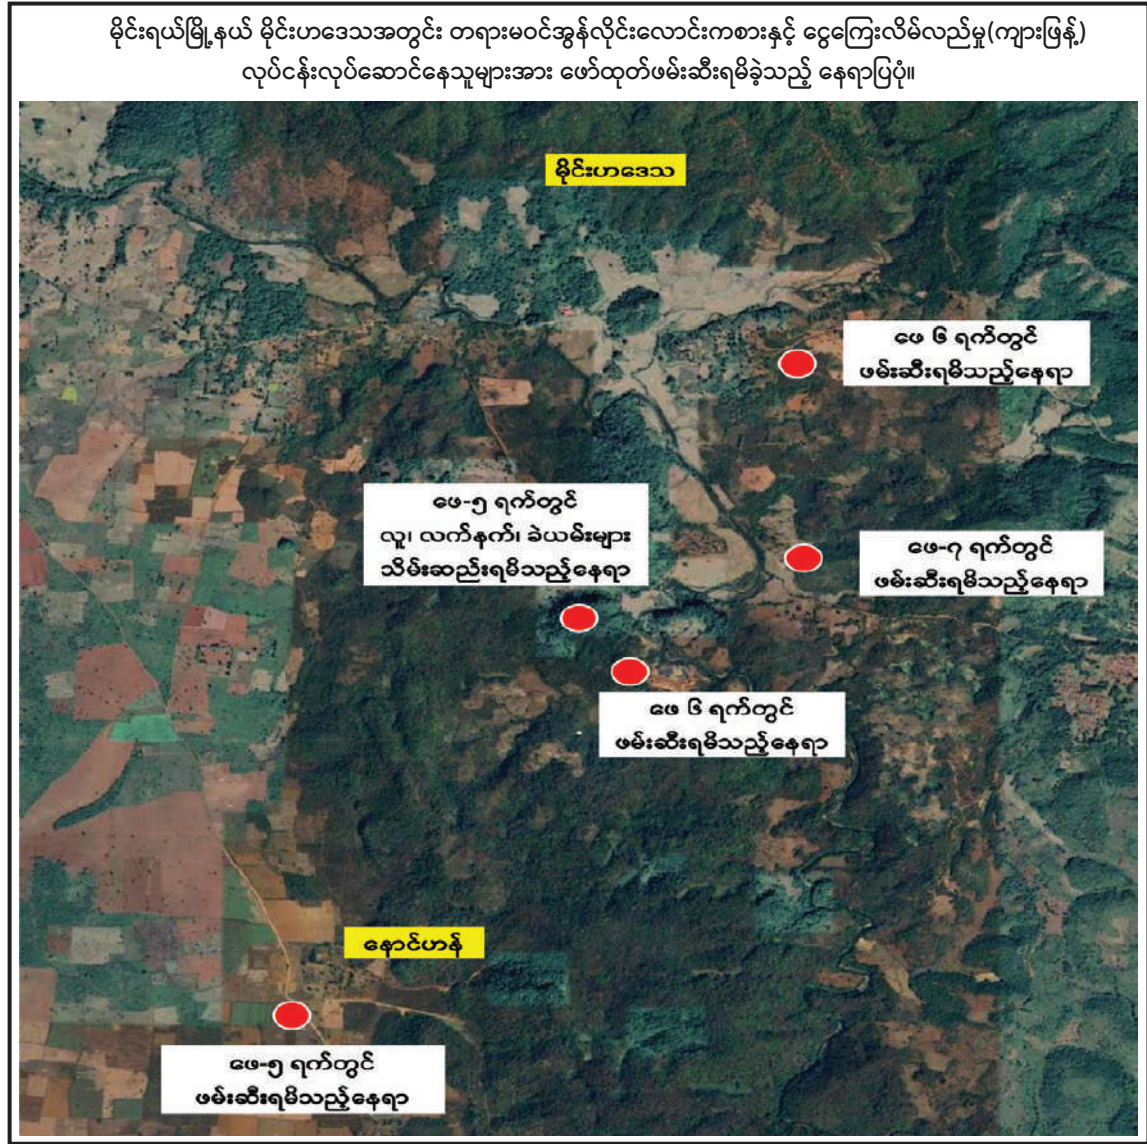 မိုင်းရယ်မြို့နယ် မိုင်းဟဒေသအတွင်း တရားမဝင်အွန်လိုင်းလောင်းကစားနှင့် ငွေကြေးလိမ်လည်မှု(ကျားဖြန့်)
လုပ်ငန်းလုပ်ဆောင်နေသူများအား ဖော်ထုတ်ဖမ်းဆီးရမိခဲ့သည့် နေရာပြပုံ။
မိုင်းဟဒေသ
ဖေ ၆ ရက်တွင်
ဖမ်းဆီးရမိသည့်နေရာ
ဖေ-၅ ရက်တွင်
လူ၊ လက်နက်၊ ခဲယမ်းများ
သိမ်းဆည်းရမိသည့်နေရာ
ဖေ-၇ ရက်တွင်
ဖမ်းဆီးရမိသည့်နေရာ
ဖေ ၆ ရက်တွင်
ဖမ်းဆီးရမိသည့်နေရာ
နောင်ဟန်
ဖေ-၅ ရက်တွင်
ဖမ်းဆီးရမိသည့်နေရာ